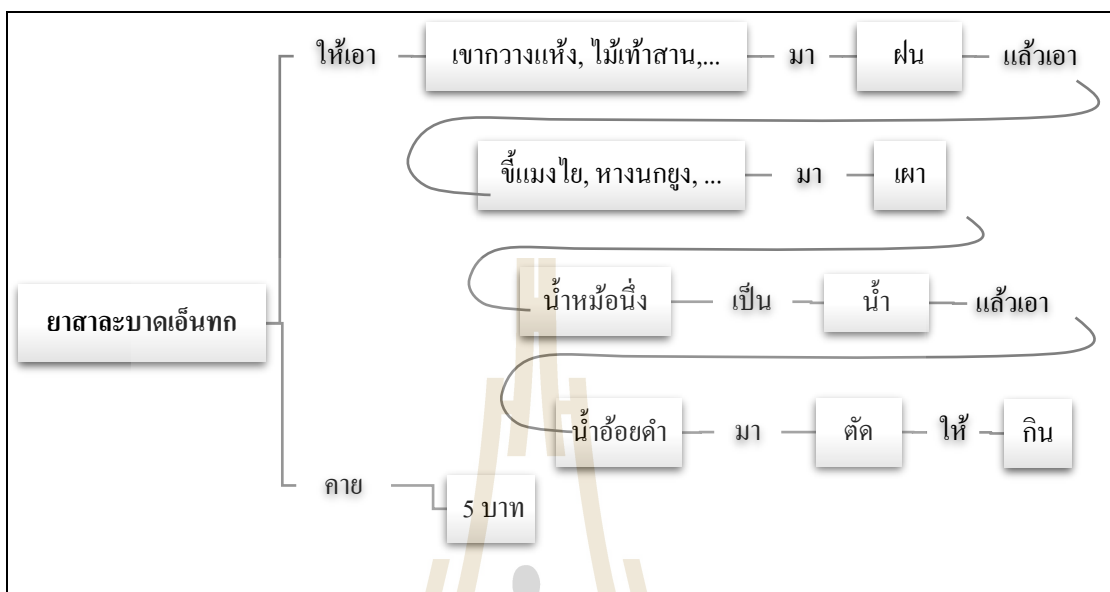 ให้เอา เขากวางแห้ง, ไม้เท้าสาน,... มา ฝน แล้วเอา
ขี้แมงไย, หางนกยูง, ... มา เผา
น้ำหม้อนึ่ง เป็น น้ำ แล้วเอา
ยาสาละบาดเอ็นทก
น้ำอ้อยดำ มา ตัด ให้ กิน
คาย 5 บาท